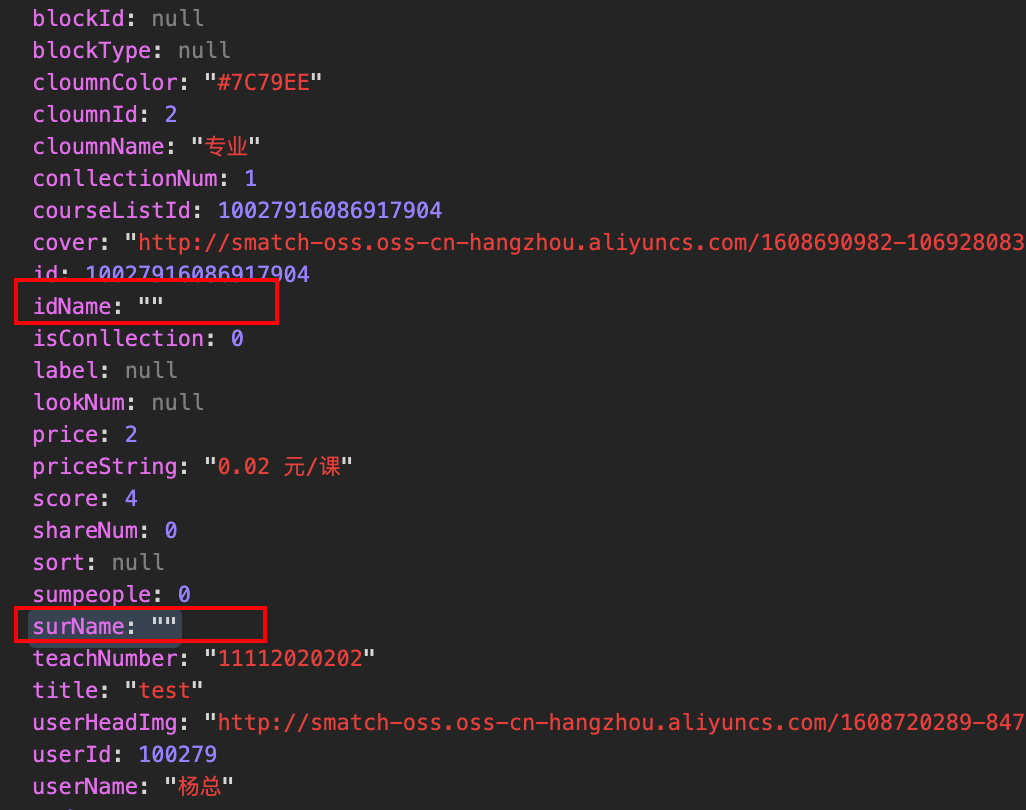 blockId: null
blockType: null
cloumnColor: "#7C79EE"
cloumnId: 2
cloumnName: "专业"
conllectionNum: 1
courseListId: 10027916086917904
cover: "http://smatch-oss.oss-cn-hangzhou.aliyuncs.com/1608690982-106928083
id: 10027916086917904
idName: ""
isConllection: 0
label: null
lookNum: null
price: 2
priceString: "0.02 元/课"
score: 4
shareNum: 0
sort: null
sumpeople: 0
surName: ""
teachNumber: "11112020202"
title: "test"
userHeadImg: "http://smatch-oss.oss-cn-hangzhou.aliyuncs.com/1608720289-847
userId: 100279
userName: "杨总"